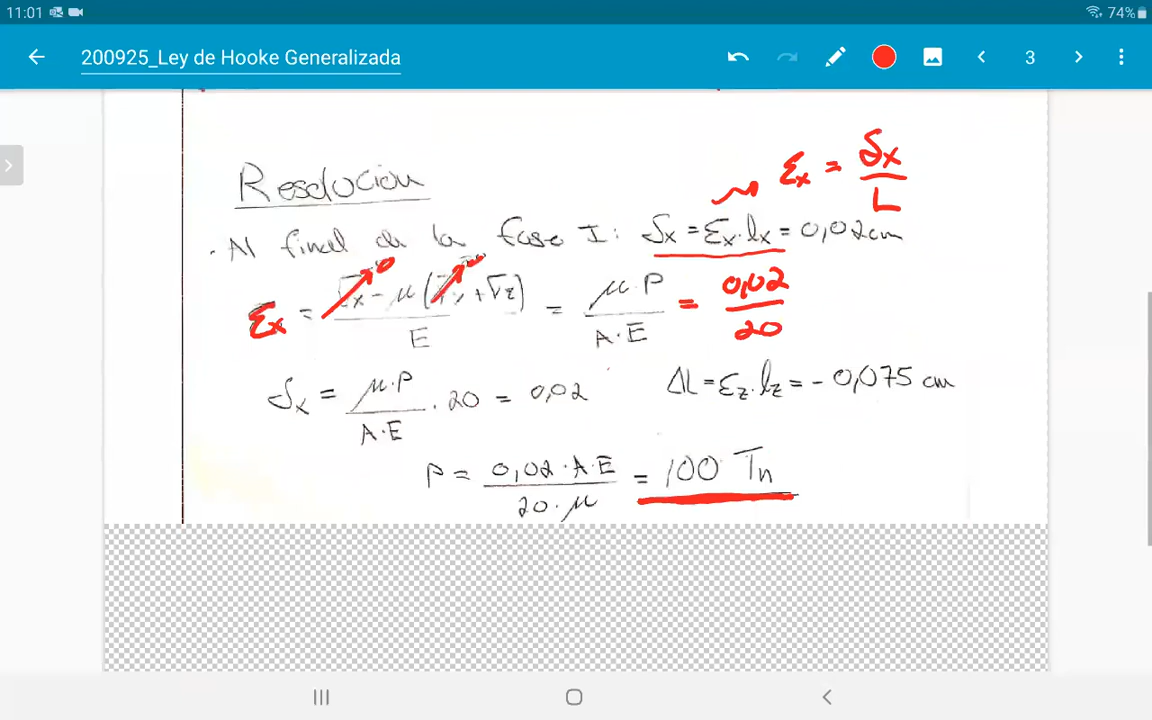 11:01 74%
200925_Ley de Hooke Generalizada 3
Resolución
εx = δx / L
· Al final de la fase I: δx = εx · lx = 0,02 cm
εx = σx - μ (σy + σz) / E = μ · P / A · E = 0,02 / 20
δx = μ · P / A · E · 20 = 0,02 ΔL = εz · lz = - 0,075 cm
P = 0,02 · A · E / 20 · μ = 100 Tn